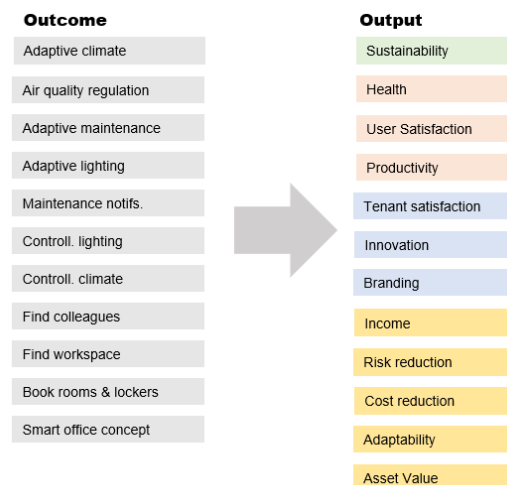 Outcome
Adaptive climate
Air quality regulation
Adaptive maintenance
Adaptive lighting
Maintenance notifs.
Controll. lighting
Controll. climate
Find colleagues
Find workspace
Book rooms & lockers
Smart office concept
Output
Sustainability
Health
User Satisfaction
Productivity
Tenant satisfaction
Innovation
Branding
Income
Risk reduction
Cost reduction
Adaptability
Asset Value